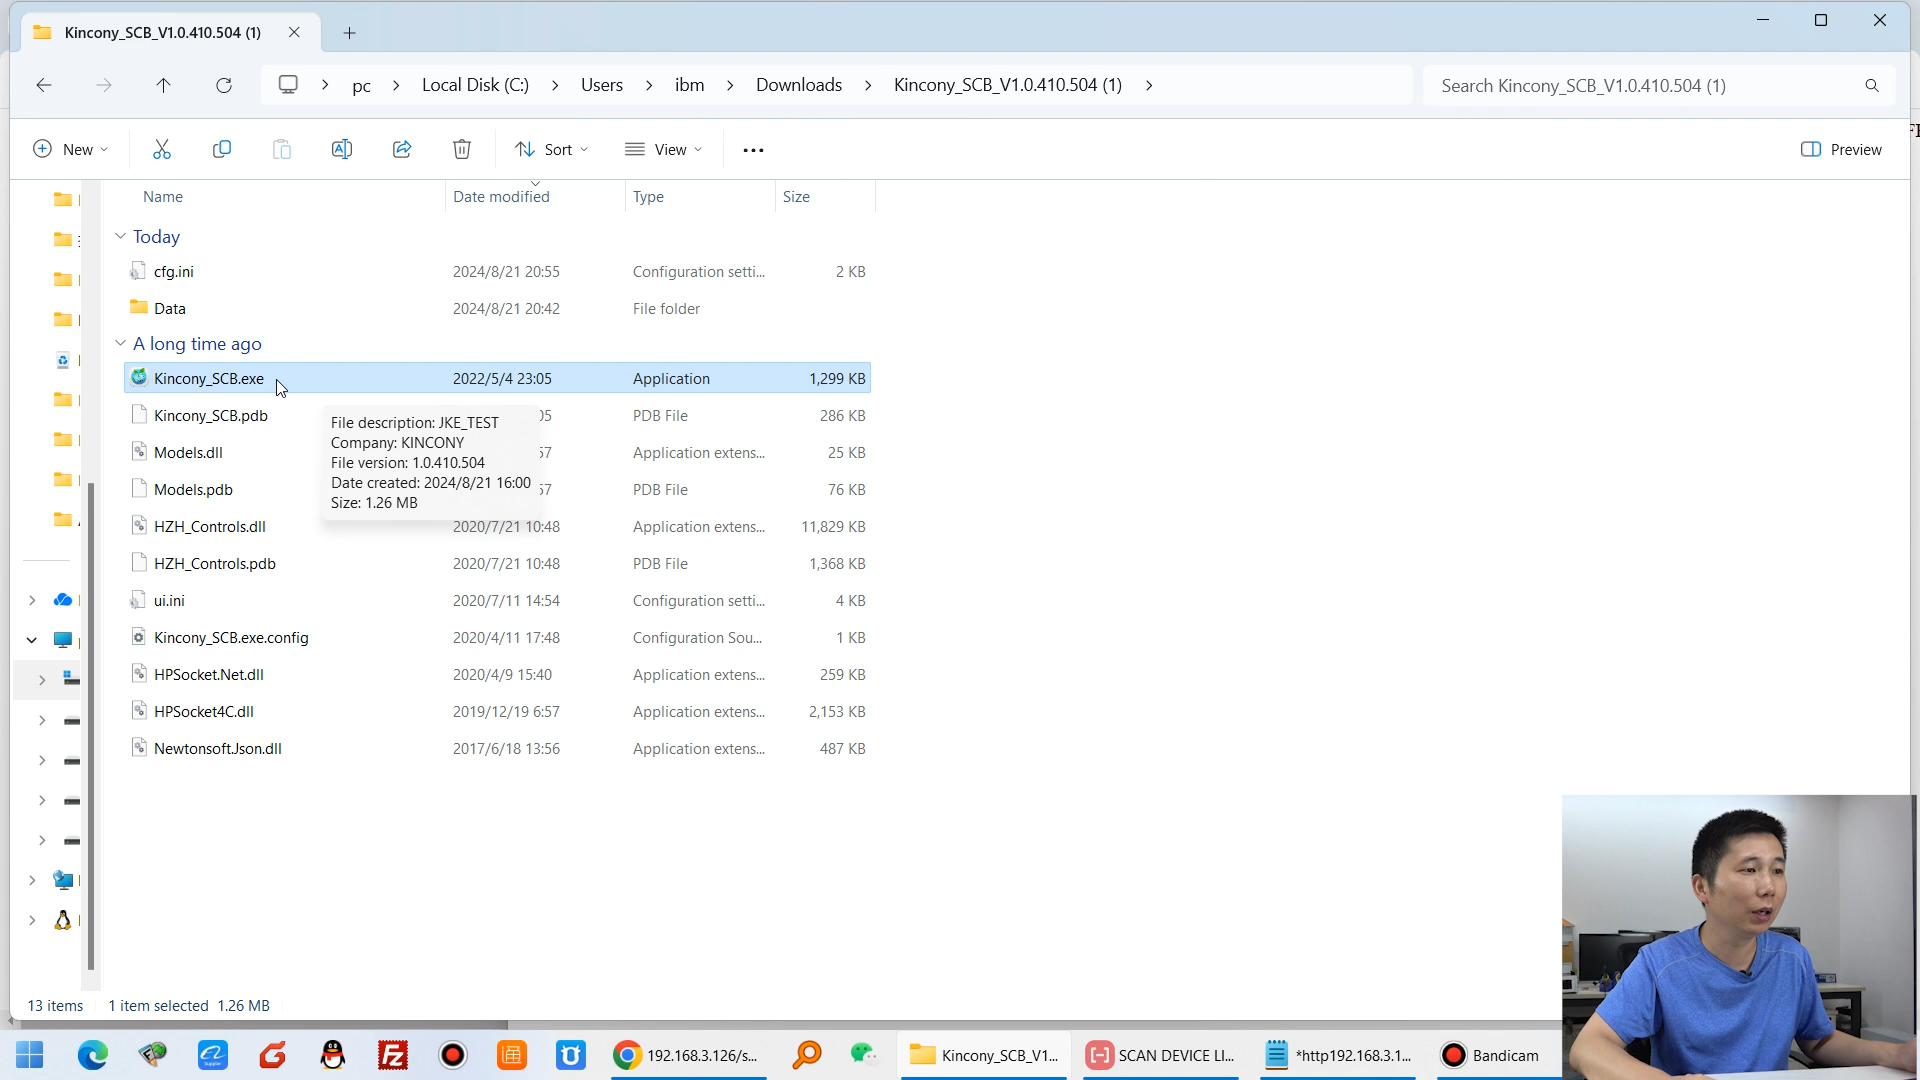 Kincony_SCB_V1.0.410.504 (1)
pc
Local Disk (C:)
Users
ibm
Downloads
Kincony_SCB_V1.0.410.504 (1)
Search Kincony_SCB_V1.0.410.504 (1)
New
Sort
View
Preview
Name
Date modified
Type
Size
Today
cfg.ini 2024/8/21 20:55 Configuration setti... 2 KB
Data 2024/8/21 20:42 File folder
A long time ago
Kincony_SCB.exe 2022/5/4 23:05 Application 1,299 KB
Kincony_SCB.pdb 05 PDB File 286 KB
Models.dll 57 Application extens... 25 KB
Models.pdb 57 PDB File 76 KB
HZH_Controls.dll 2020/7/21 10:48 Application extens... 11,829 KB
HZH_Controls.pdb 2020/7/21 10:48 PDB File 1,368 KB
ui.ini 2020/7/11 14:54 Configuration setti... 4 KB
Kincony_SCB.exe.config 2020/4/11 17:48 Configuration Sou... 1 KB
HPSocket.Net.dll 2020/4/9 15:40 Application extens... 259 KB
HPSocket4C.dll 2019/12/19 6:57 Application extens... 2,153 KB
Newtonsoft.Json.dll 2017/6/18 13:56 Application extens... 487 KB
File description: JKE_TEST
Company: KINCONY
File version: 1.0.410.504
Date created: 2024/8/21 16:00
Size: 1.26 MB
13 items
1 item selected 1.26 MB
192.168.3.126/s...
Kincony_SCB_V1...
SCAN DEVICE LI...
*http192.168.3.1...
Bandicam